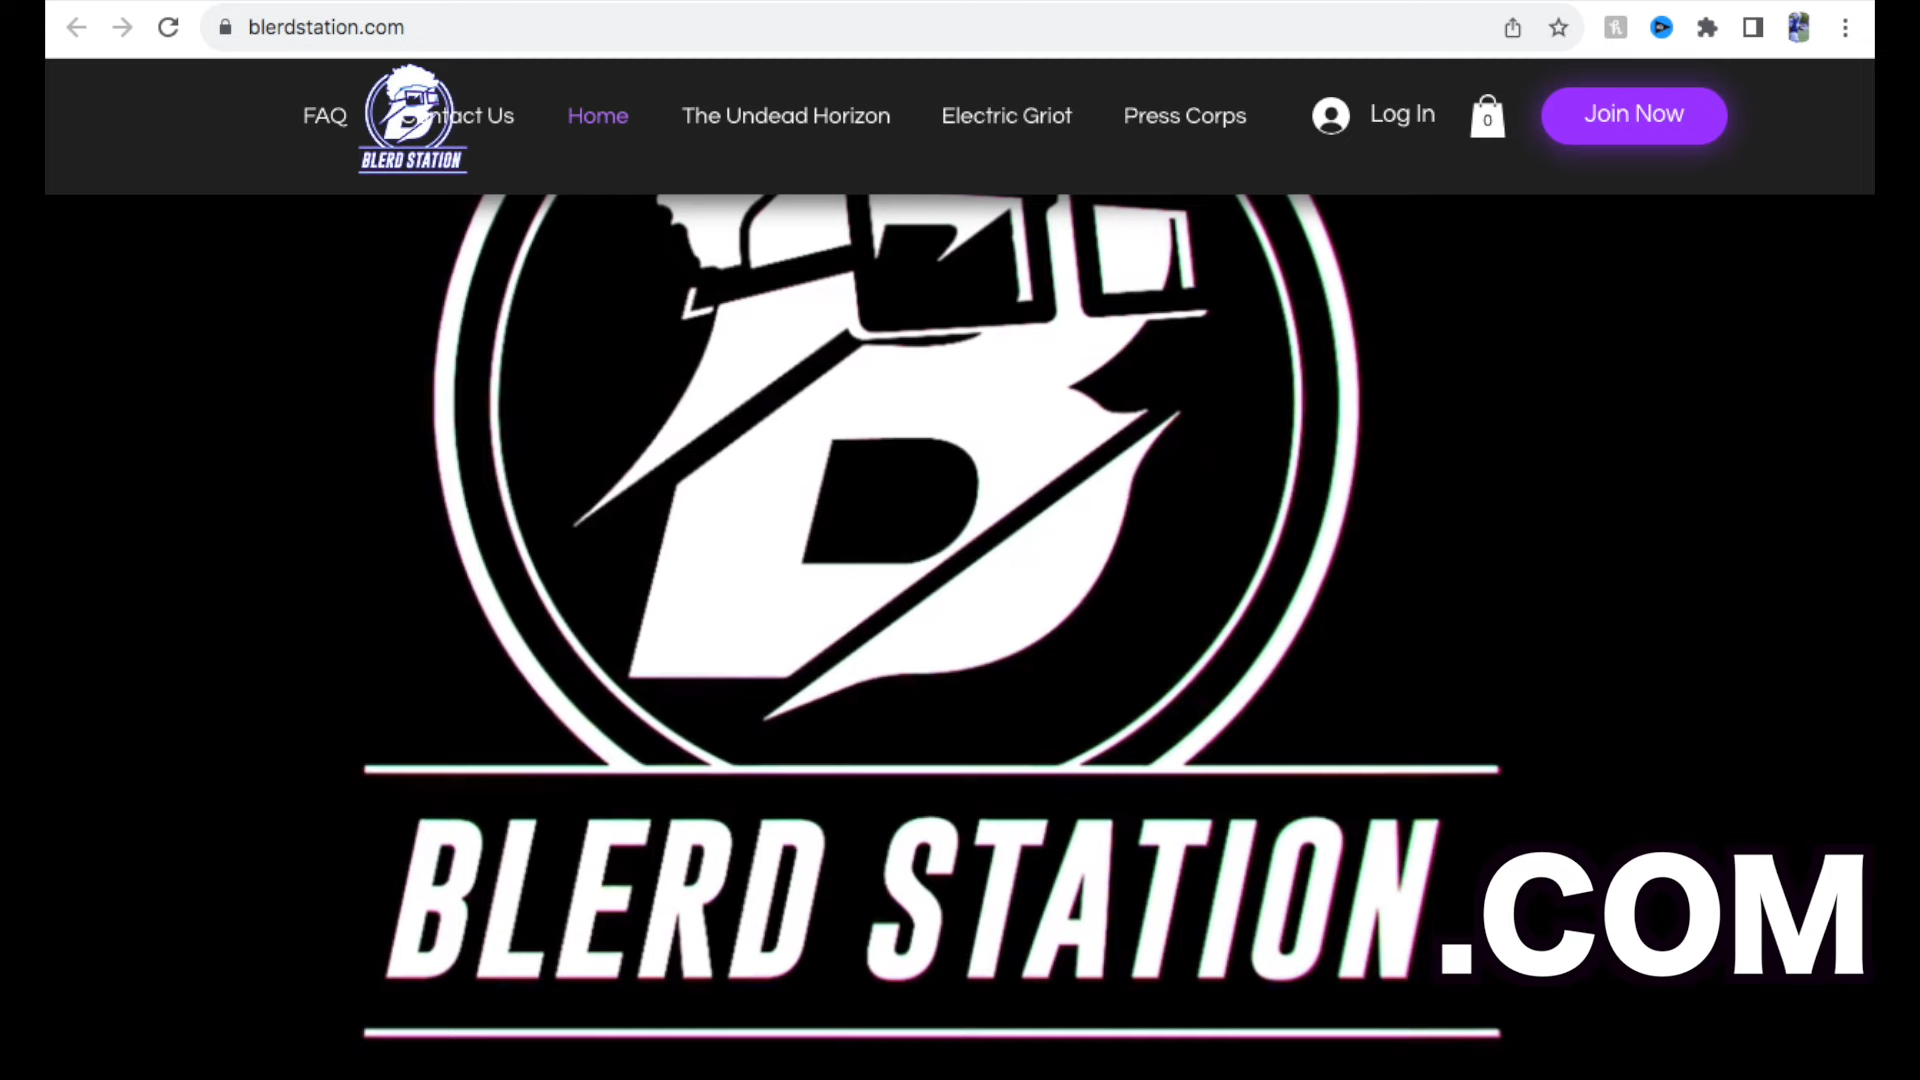 blerdstation.com
FAQ
ntact Us
Home
The Undead Horizon
Electric Griot
Press Corps
Log In
0
Join Now
BLERD STATION
BLERD STATION
.COM